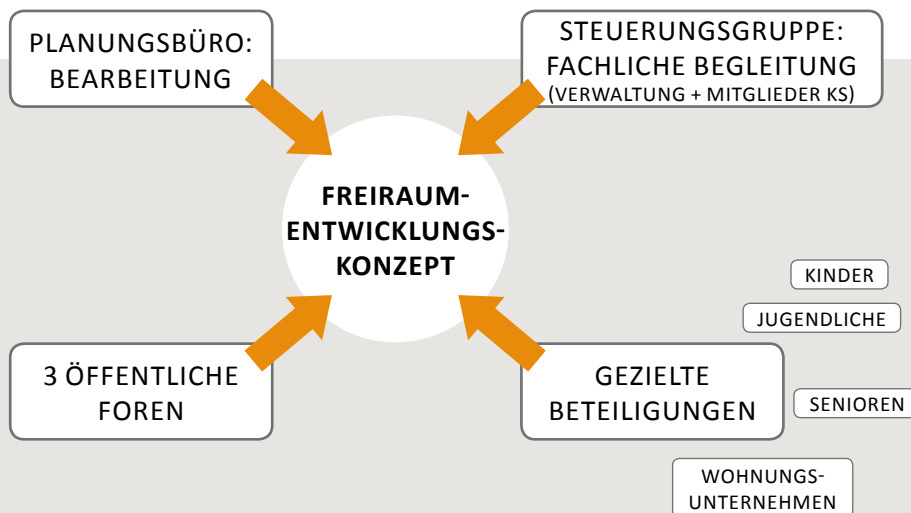 PLANUNGSBÜRO:
BEARBEITUNG
STEUERUNGSGRUPPE:
FACHLICHE BEGLEITUNG
(VERWALTUNG + MITGLIEDER KS)
FREIRAUM-
ENTWICKLUNGS-
KONZEPT
KINDER
JUGENDLICHE
3 ÖFFENTLICHE
FOREN
GEZIELTE
BETEILIGUNGEN
SENIOREN
WOHNUNGS-
UNTERNEHMEN